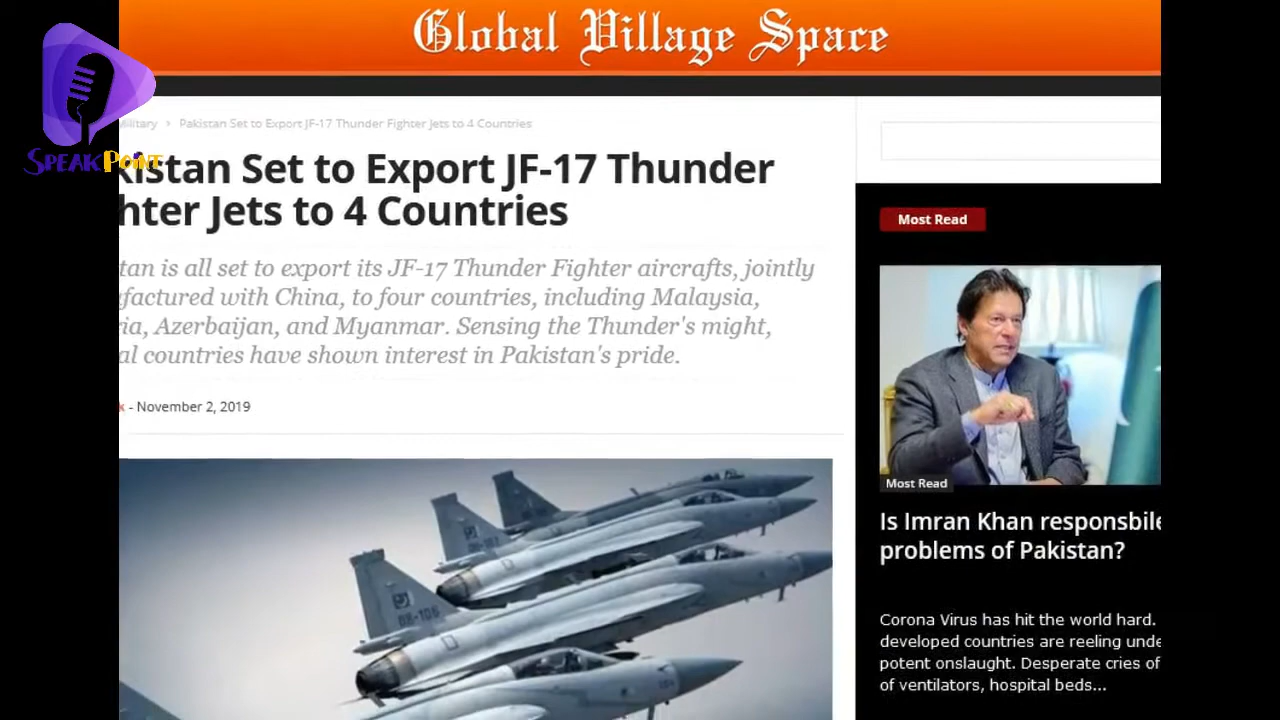 Global Village Space
SPEAK POINT
Military > Pakistan Set to Export JF-17 Thunder Fighter Jets to 4 Countries
kistan Set to Export JF-17 Thunder
hter Jets to 4 Countries
tan is all set to export its JF-17 Thunder Fighter aircrafts, jointly
factured with China, to four countries, including Malaysia,
ria, Azerbaijan, and Myanmar. Sensing the Thunder's might,
al countries have shown interest in Pakistan's pride.
k - November 2, 2019
Most Read
Most Read
Is Imran Khan responsbile
problems of Pakistan?
Corona Virus has hit the world hard.
developed countries are reeling unde
potent onslaught. Desperate cries of
of ventilators, hospital beds...